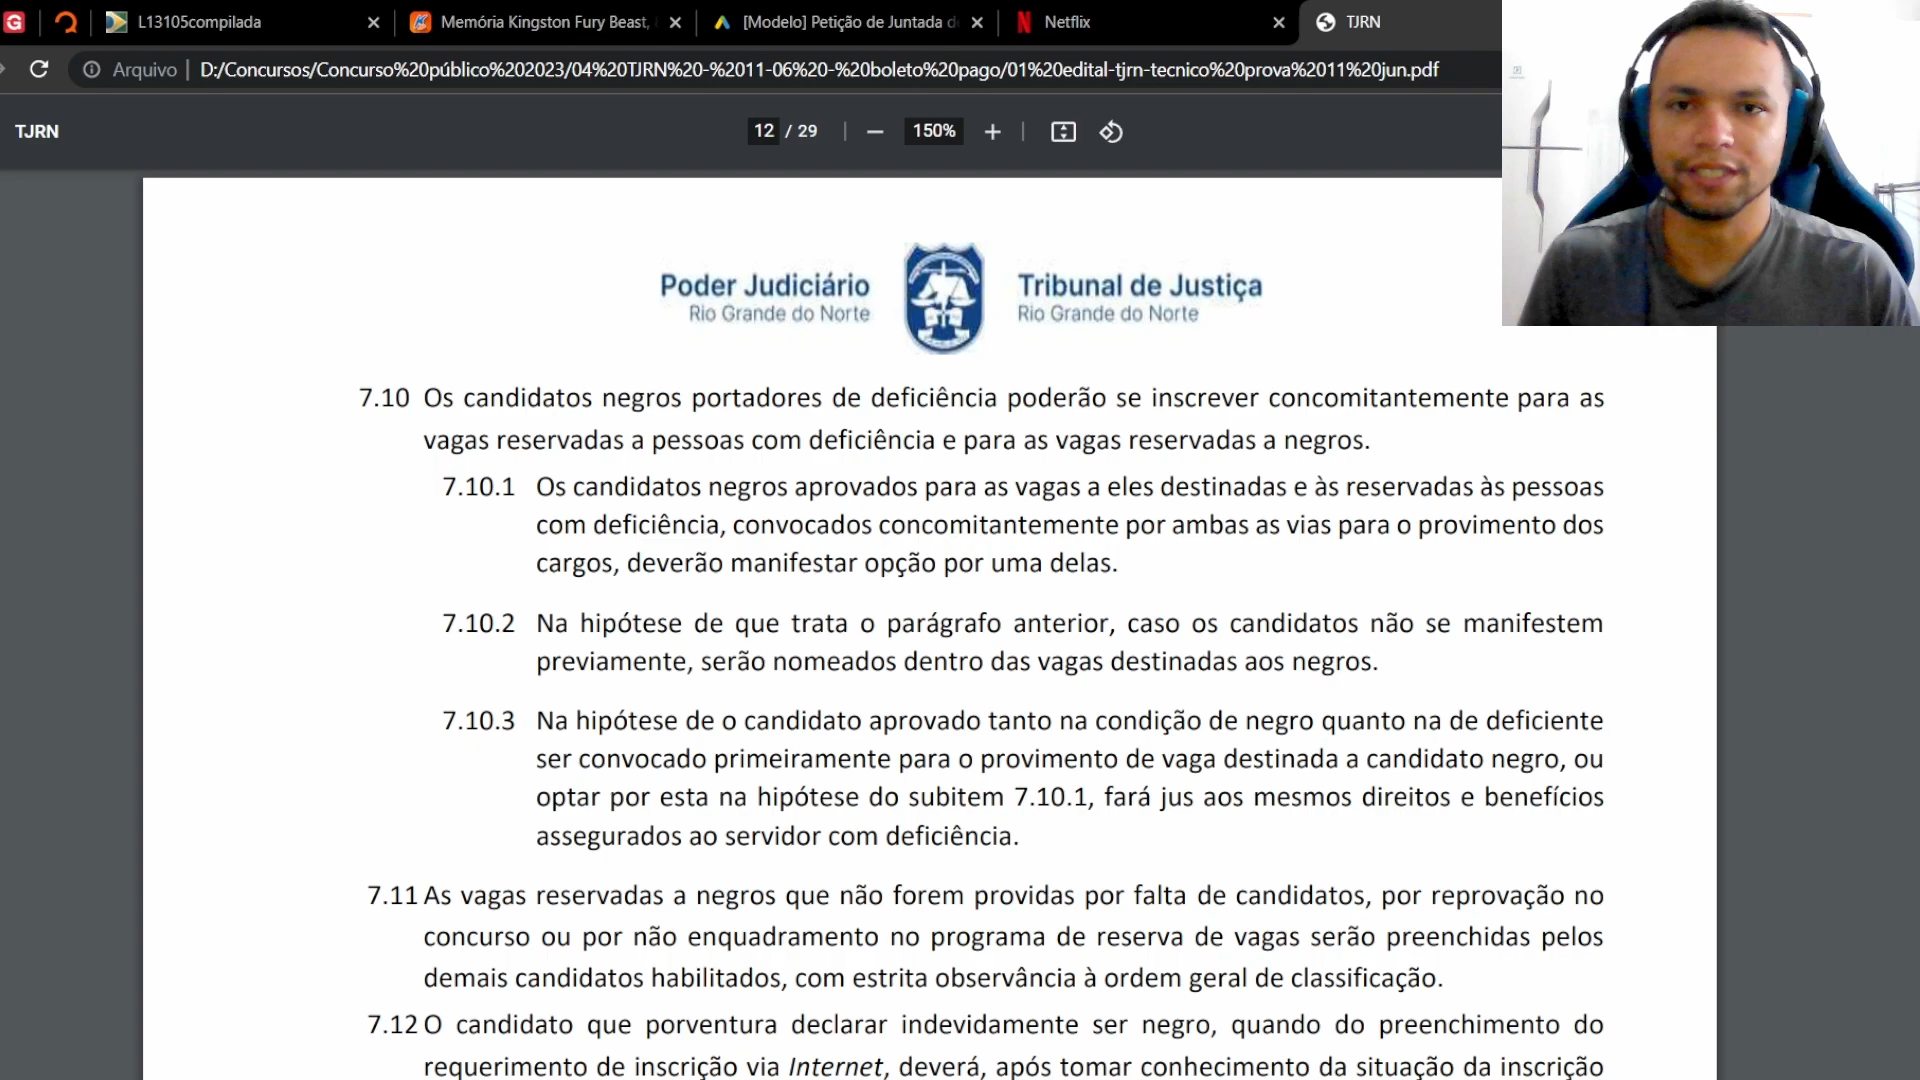 L13105compilada
Memória Kingston Fury Beast,
[Modelo] Petição de Juntada d
Netflix
TJRN
Arquivo | D:/Concursos/Concurso%20público%202023/04%20TJRN%20-%2011-06%20-%20boleto%20pago/01%20edital-tjrn-tecnico%20prova%2011%20jun.pdf
TJRN
12 / 29
150%
Poder Judiciário
Rio Grande do Norte
Tribunal de Justiça
Rio Grande do Norte
7.10 Os candidatos negros portadores de deficiência poderão se inscrever concomitantemente para as
vagas reservadas a pessoas com deficiência e para as vagas reservadas a negros.
7.10.1 Os candidatos negros aprovados para as vagas a eles destinadas e às reservadas às pessoas
com deficiência, convocados concomitantemente por ambas as vias para o provimento dos
cargos, deverão manifestar opção por uma delas.
7.10.2 Na hipótese de que trata o parágrafo anterior, caso os candidatos não se manifestem
previamente, serão nomeados dentro das vagas destinadas aos negros.
7.10.3 Na hipótese de o candidato aprovado tanto na condição de negro quanto na de deficiente
ser convocado primeiramente para o provimento de vaga destinada a candidato negro, ou
optar por esta na hipótese do subitem 7.10.1, fará jus aos mesmos direitos e benefícios
assegurados ao servidor com deficiência.
7.11 As vagas reservadas a negros que não forem providas por falta de candidatos, por reprovação no
concurso ou por não enquadramento no programa de reserva de vagas serão preenchidas pelos
demais candidatos habilitados, com estrita observância à ordem geral de classificação.
7.12 O candidato que porventura declarar indevidamente ser negro, quando do preenchimento do
requerimento de inscrição via Internet, deverá, após tomar conhecimento da situação da inscrição